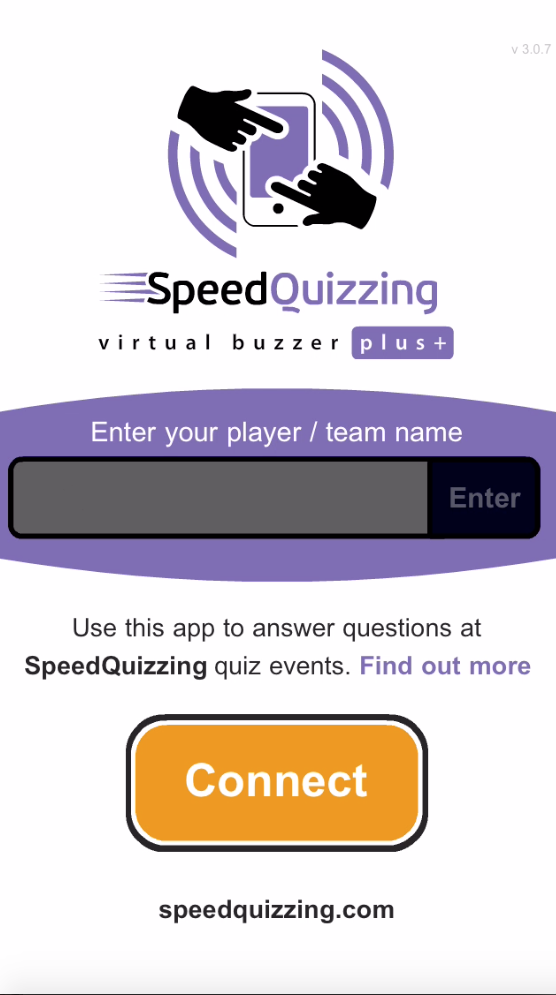 v 3.0.7
SpeedQuizzing
virtual buzzer plus+
Enter your player / team name
Enter
Use this app to answer questions at
SpeedQuizzing quiz events. Find out more
Connect
speedquizzing.com